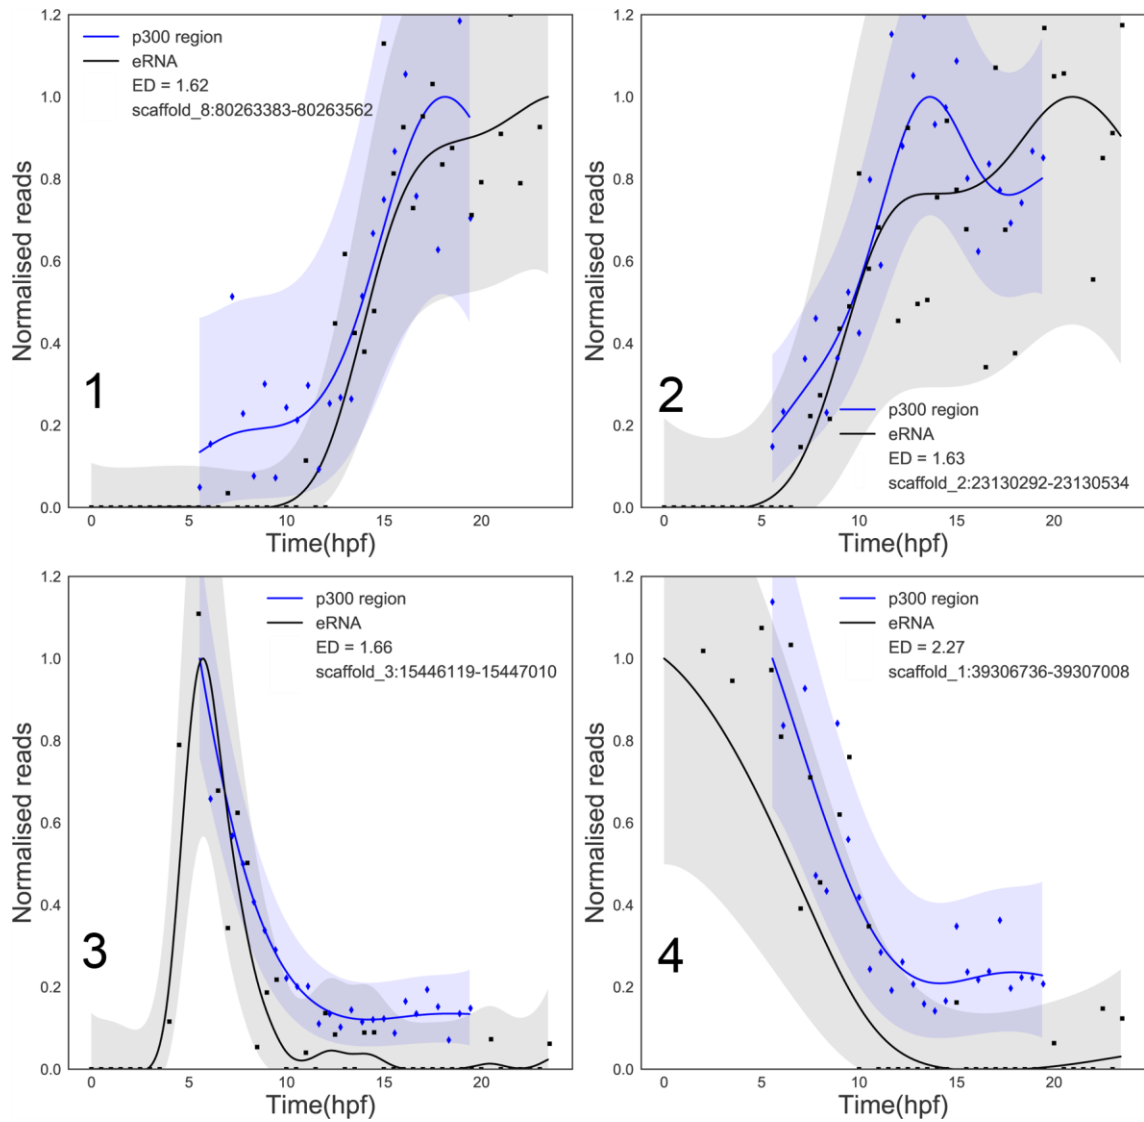 1.2
1.0
0.8
0.6
0.4
0.2
0.0
Normalised reads
p300 region
eRNA
ED = 1.62
scaffold_8:80263383-80263562
1
0 5 10 15 20
Time(hpf)
1.2
1.0
0.8
0.6
0.4
0.2
0.0
Normalised reads
2
p300 region
eRNA
ED = 1.63
scaffold_2:23130292-23130534
0 5 10 15 20
Time(hpf)
1.2
1.0
0.8
0.6
0.4
0.2
0.0
Normalised reads
p300 region
eRNA
ED = 1.66
scaffold_3:15446119-15447010
3
0 5 10 15 20
Time(hpf)
1.2
1.0
0.8
0.6
0.4
0.2
0.0
Normalised reads
p300 region
eRNA
ED = 2.27
scaffold_1:39306736-39307008
4
0 5 10 15 20
Time(hpf)